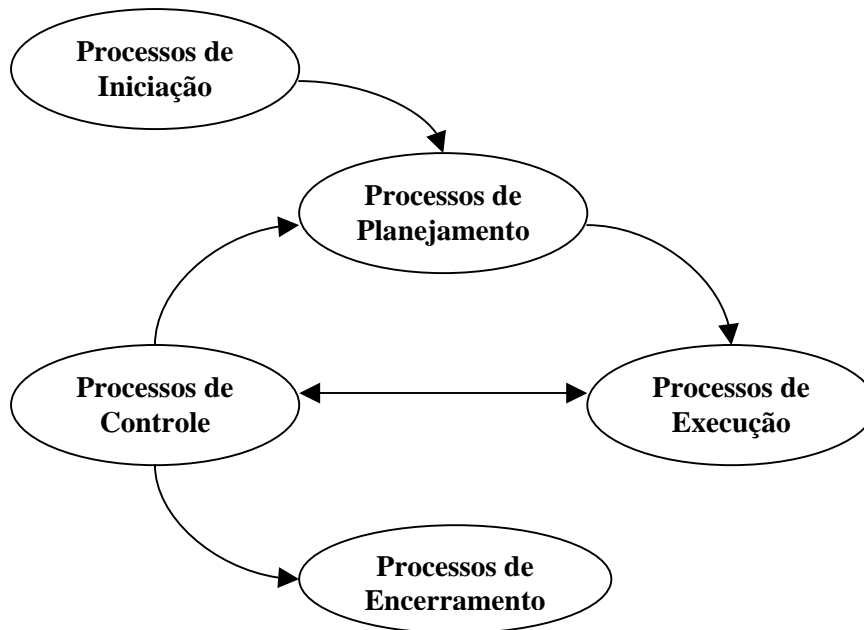 Processos de
Iniciação
Processos de
Planejamento
Processos de
Controle
Processos de
Execução
Processos de
Encerramento